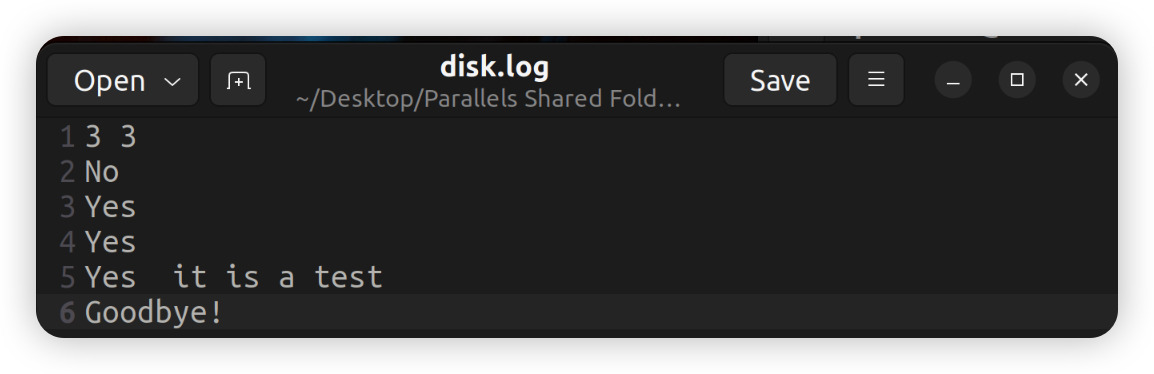 Open
disk.log
Save
~/Desktop/Parallels Shared Fold...
1 3 3
2 No
3 Yes
4 Yes
5 Yes  it is a test
6 Goodbye!